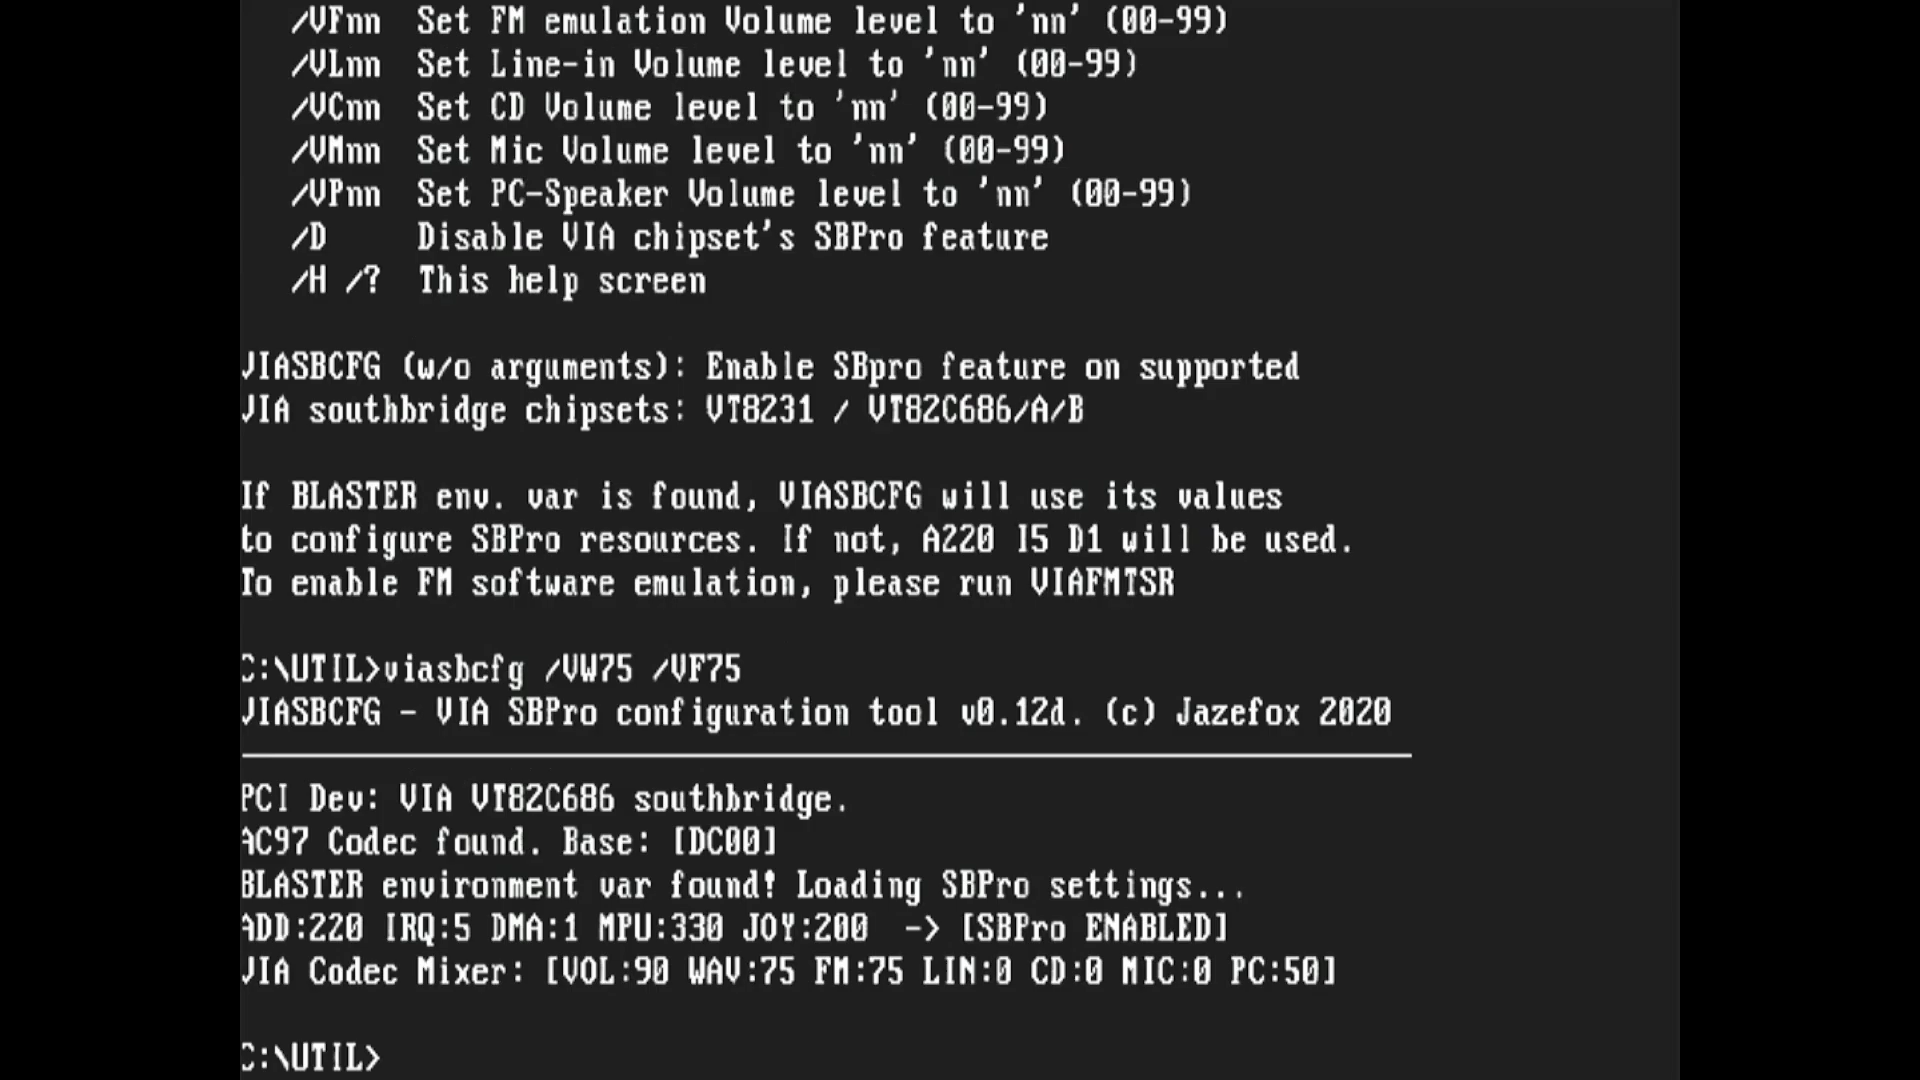 /VFnn  Set FM emulation Volume level to 'nn' (00-99)
/VLnn  Set Line-in Volume level to 'nn' (00-99)
/VCnn  Set CD Volume level to 'nn' (00-99)
/VMnn  Set Mic Volume level to 'nn' (00-99)
/VPnn  Set PC-Speaker Volume level to 'nn' (00-99)
/D     Disable VIA chipset's SBPro feature
/H /?  This help screen
VIASBCFG (w/o arguments): Enable SBpro feature on supported
VIA southbridge chipsets: VT8231 / VT82C686/A/B
If BLASTER env. var is found, VIASBCFG will use its values
to configure SBPro resources. If not, A220 I5 D1 will be used.
To enable FM software emulation, please run VIAFMTSR
C:\UTIL>viasbcfg /VW75 /VF75
VIASBCFG - VIA SBPro configuration tool v0.12d. (c) Jazefox 2020
PCI Dev: VIA VT82C686 southbridge.
AC97 Codec found. Base: [DC00]
BLASTER environment var found! Loading SBPro settings...
ADD:220 IRQ:5 DMA:1 MPU:330 JOY:200  -> [SBPro ENABLED]
VIA Codec Mixer: [VOL:90 WAV:75 FM:75 LIN:0 CD:0 MIC:0 PC:50]
C:\UTIL>